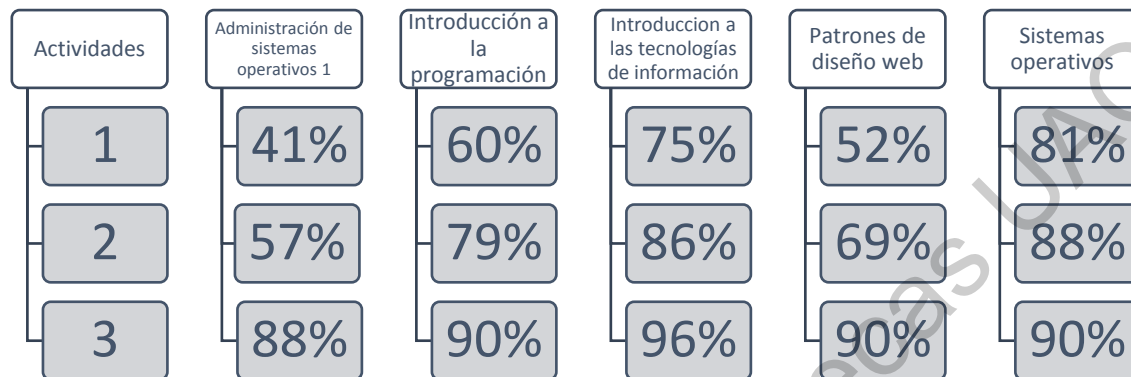 Actividades
1
2
3
Administración de
sistemas
operativos 1
41%
57%
88%
Introducción a
la
programación
60%
79%
90%
Introduccion a
las tecnologías
de información
75%
86%
96%
Patrones de
diseño web
52%
69%
90%
Sistemas
operativos
81%
88%
90%
ecas UAC